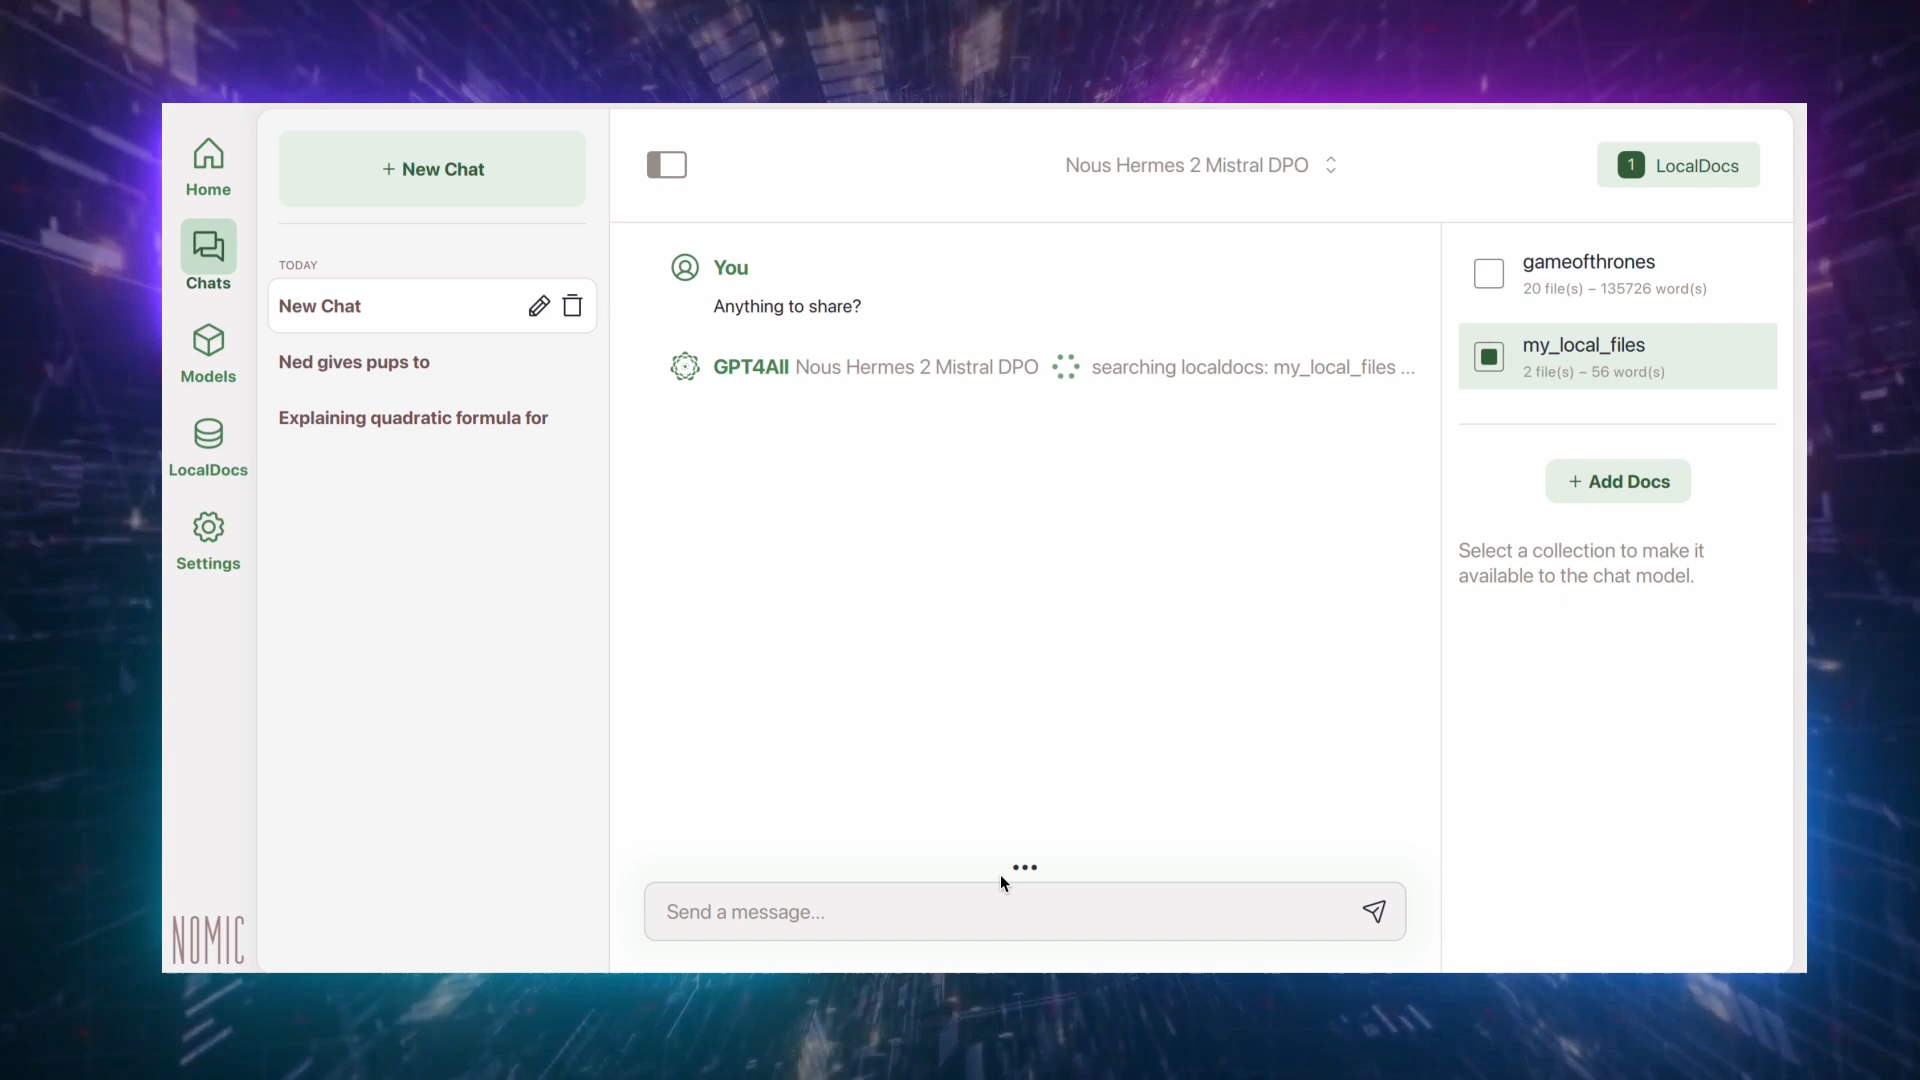 Home
Chats
Models
LocalDocs
Settings
NOMIC
+ New Chat
TODAY
New Chat
Ned gives pups to
Explaining quadratic formula for
Nous Hermes 2 Mistral DPO
1 LocalDocs
You
Anything to share?
GPT4All Nous Hermes 2 Mistral DPO searching localdocs: my_local_files ...
Send a message...
gameofthrones
20 file(s) – 135726 word(s)
my_local_files
2 file(s) – 56 word(s)
+ Add Docs
Select a collection to make it
available to the chat model.